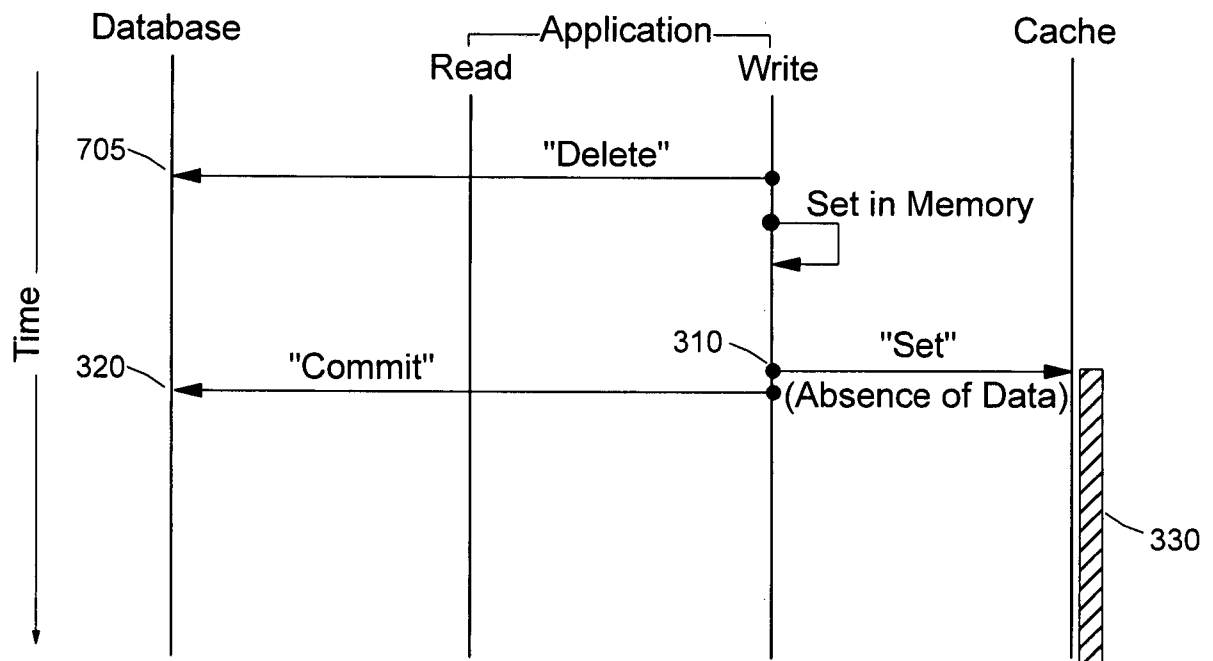 Database
Application
Cache
Read
Write
705
"Delete"
Set in Memory
Time
310
"Set"
320
"Commit"
(Absence of Data)
330